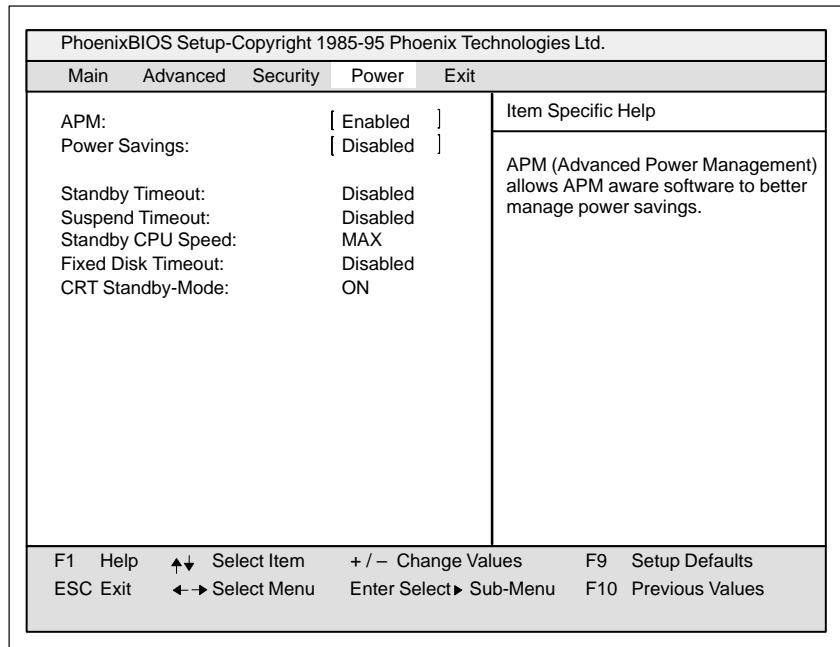 PhoenixBIOS Setup-Copyright 1985-95 Phoenix Technologies Ltd.
Main Advanced Security Power Exit
APM: [ Enabled ]
Power Savings: [ Disabled ]
Standby Timeout: Disabled
Suspend Timeout: Disabled
Standby CPU Speed: MAX
Fixed Disk Timeout: Disabled
CRT Standby-Mode: ON
Item Specific Help
APM (Advanced Power Management)
allows APM aware software to better
manage power savings.
F1 Help Select Item + / – Change Values F9 Setup Defaults
ESC Exit Select Menu Enter Select Sub-Menu F10 Previous Values